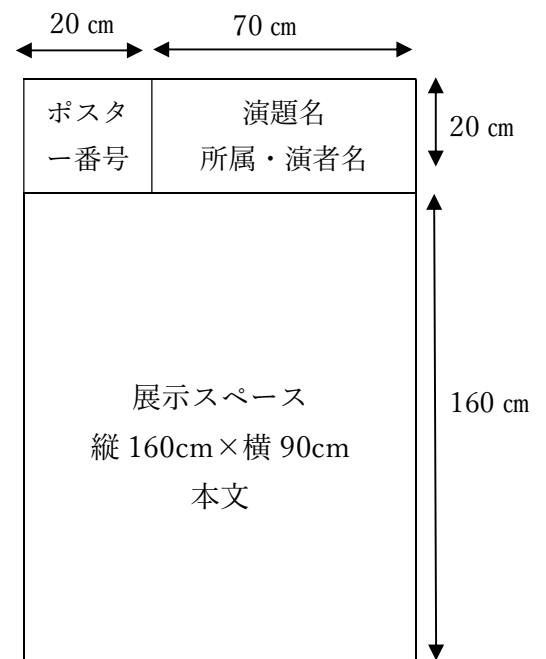 20 ㎝
70 ㎝
ポスタ
ー番号
演題名
所属・演者名
20 ㎝
展示スペース
縦 160cm×横 90cm
本文
160 ㎝